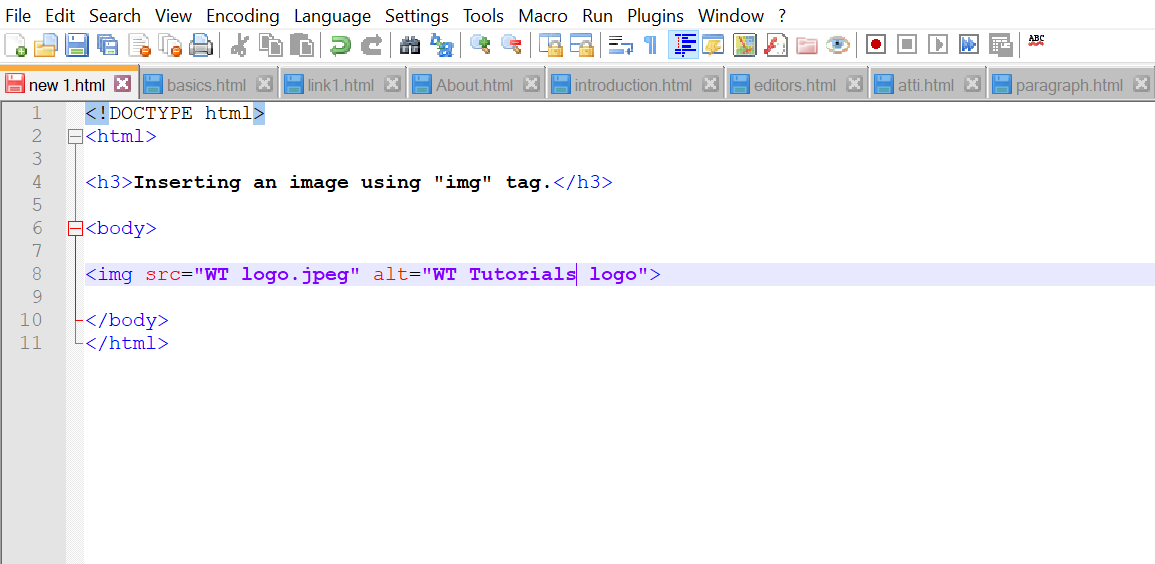 File Edit Search View Encoding Language Settings Tools Macro Run Plugins Window ?
ABC
new 1.html basics.html link1.html About.html introduction.html editors.html atti.html paragraph.html
1 <!DOCTYPE html>
2 <html>
3
4 <h3>Inserting an image using "img" tag.</h3>
5
6 <body>
7
8 <img src="WT logo.jpeg" alt="WT Tutorials logo">
9
10 </body>
11 </html>